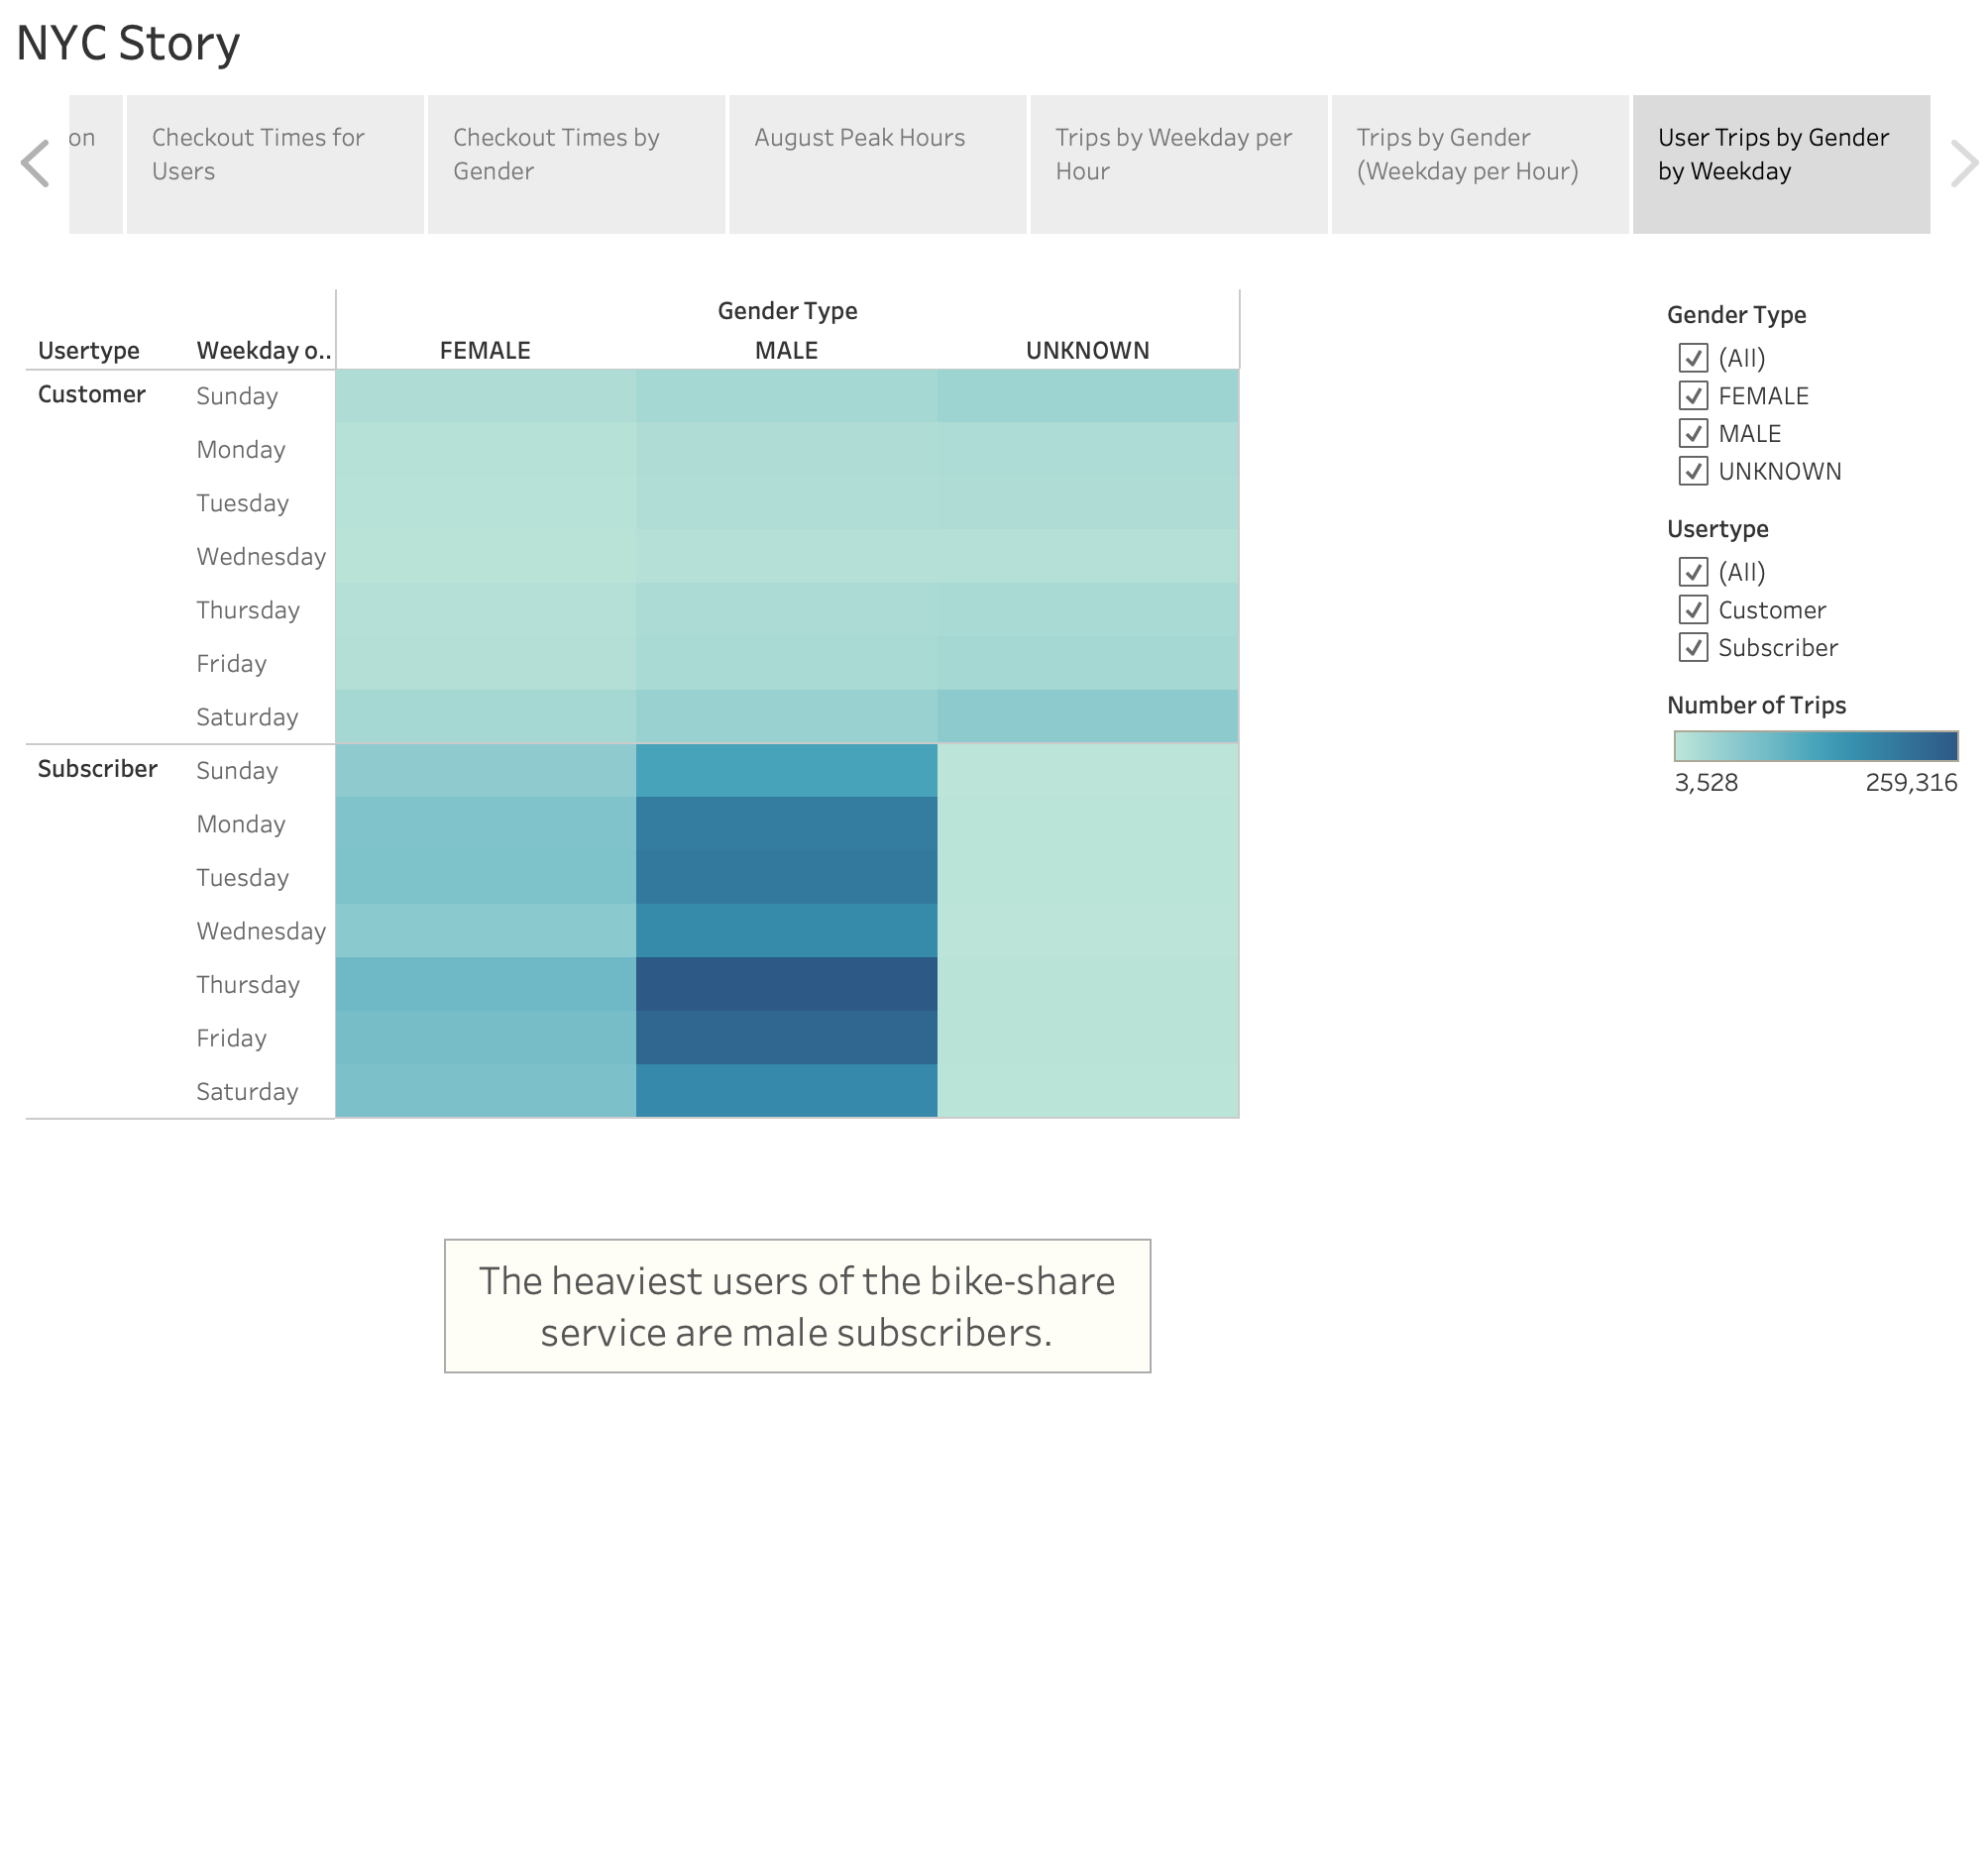 NYC Story
on
Checkout Times for
Users
Checkout Times by
Gender
August Peak Hours
Trips by Weekday per
Hour
Trips by Gender
(Weekday per Hour)
User Trips by Gender
by Weekday
Gender Type
Usertype Weekday o.. FEMALE MALE UNKNOWN
Customer Sunday
Monday
Tuesday
Wednesday
Thursday
Friday
Saturday
Subscriber Sunday
Monday
Tuesday
Wednesday
Thursday
Friday
Saturday
Gender Type
(All)
FEMALE
MALE
UNKNOWN
Usertype
(All)
Customer
Subscriber
Number of Trips
3,528 259,316
The heaviest users of the bike-share
service are male subscribers.